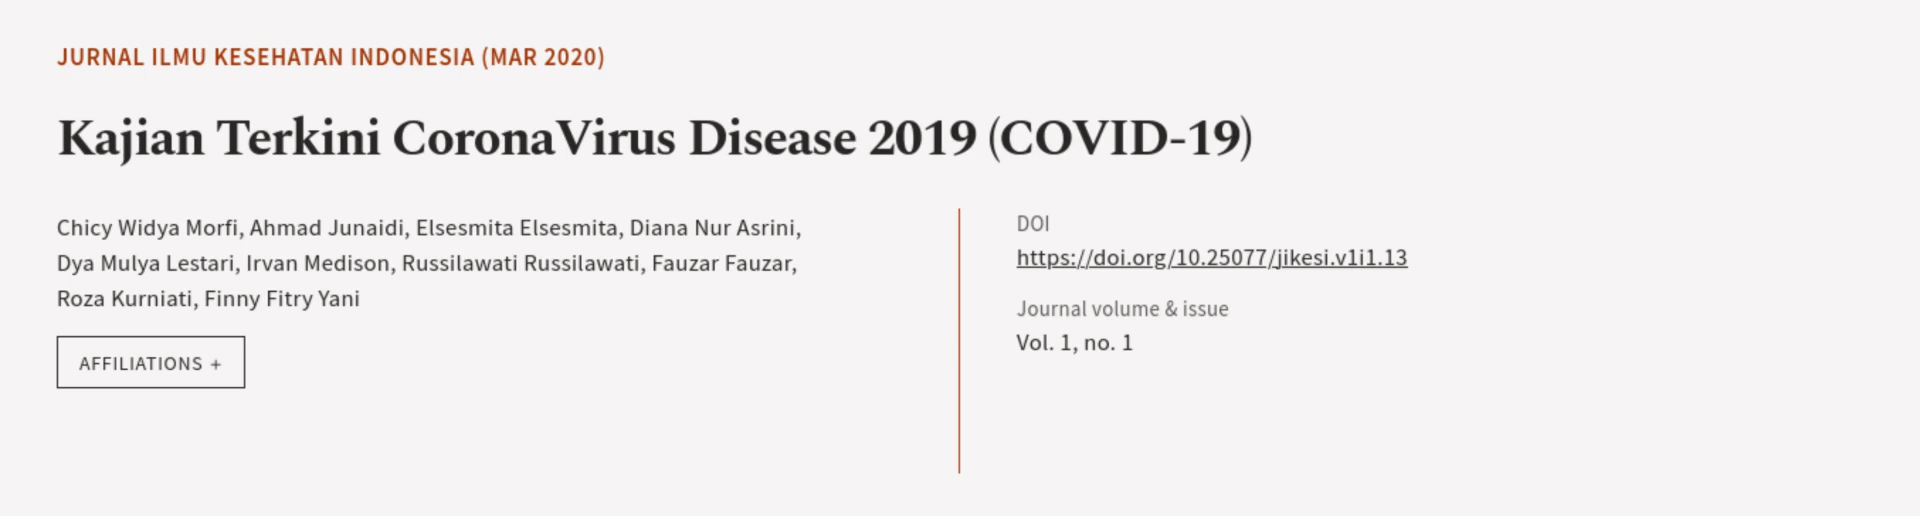 JURNAL ILMU KESEHATAN INDONESIA (MAR 2020)
Kajian Terkini CoronaVirus Disease 2019 (COVID-19)
Chicy Widya Morfi, Ahmad Junaidi, Elsesmita Elsesmita, Diana Nur Asrini,
Dya Mulya Lestari, Irvan Medison, Russilawati Russilawati, Fauzar Fauzar,
Roza Kurniati, Finny Fitry Yani
AFFILIATIONS +
DOI
https://doi.org/10.25077/jikesi.v1i1.13
Journal volume & issue
Vol. 1, no. 1